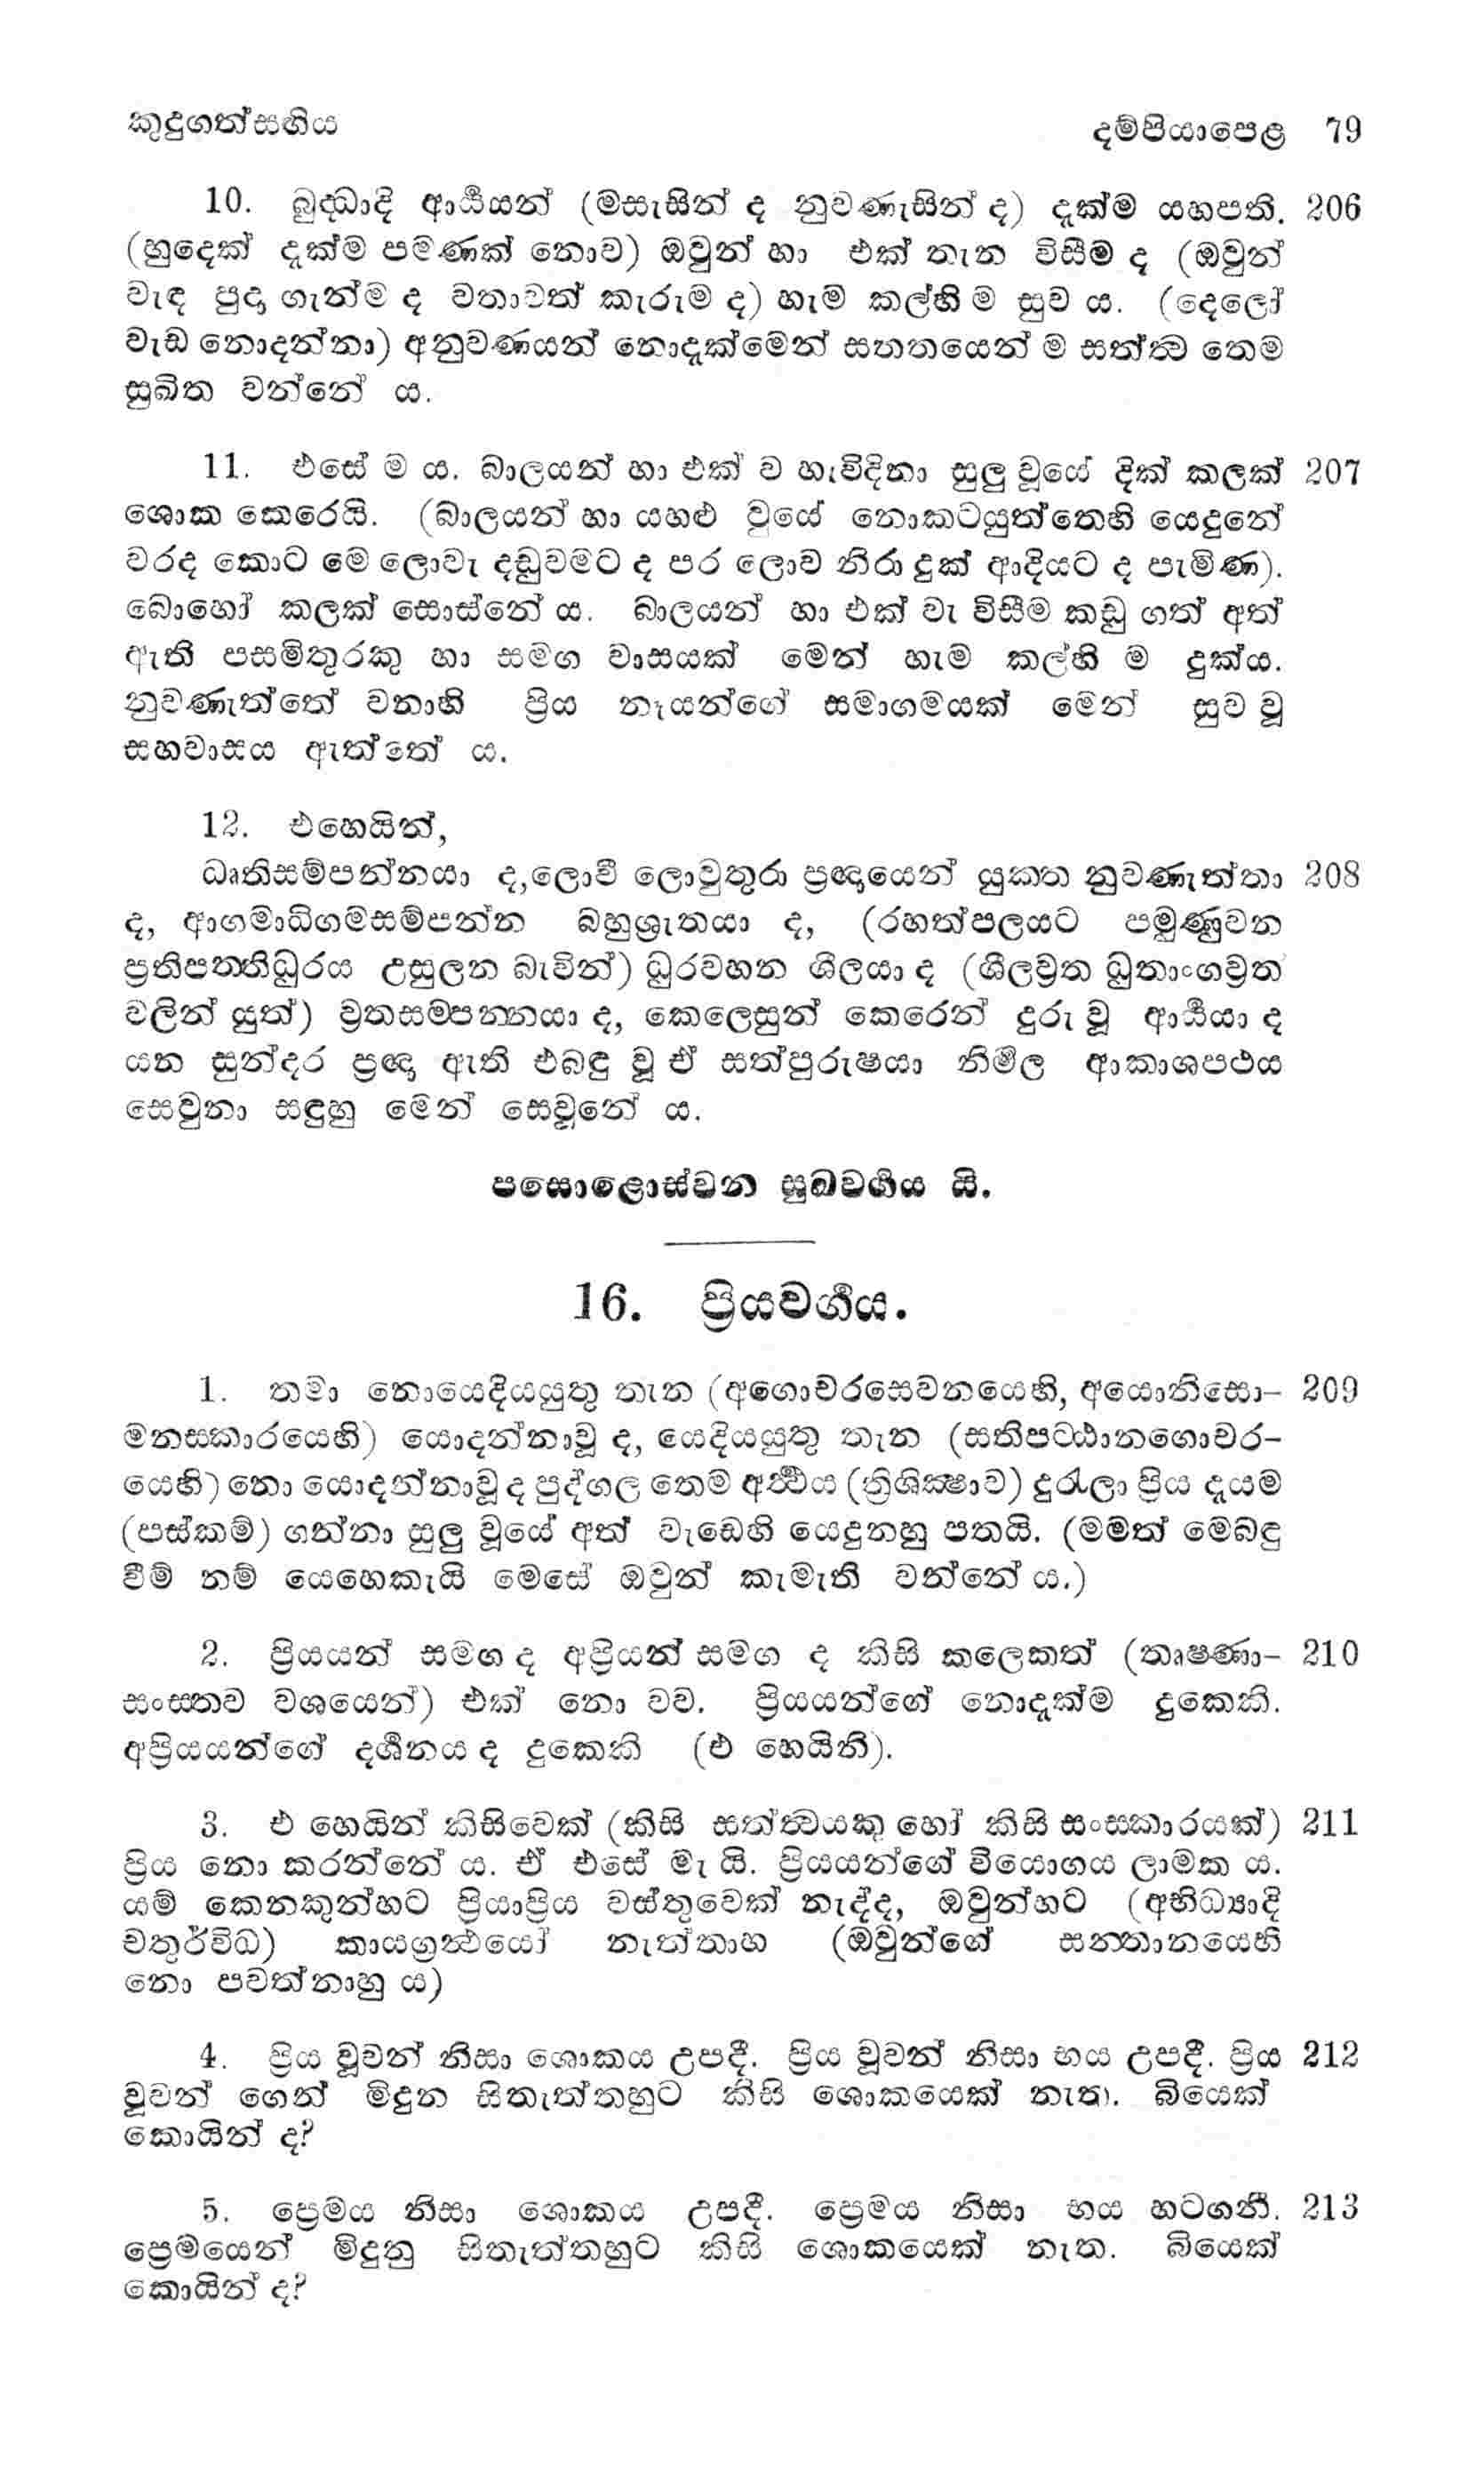 කුදුගත්සඟිය දම්පියාපෙළ 79
10. බුද්ධාදි ආර්‍ය්‍යයන් (මසැසින් ද නුවණැසින් ද) දැක්ම යහපති. 206
(හුදෙක් දැක්ම පමණක් නොව) ඔවුන් හා එක් තැන විසීම ද (ඔවුන්
වැඳ පුදා ගැන්ම ද වතාවත් කැරුම ද) හැම කල්හි ම සුව ය. (දෙලෝ
වැඩ නොදන්නා) අනුවණයන් නොදැක්මෙන් සතතයෙන් ම සත්ත්‍ව තෙම
සුඛිත වන්නේ ය.
11. එසේ ම ය. බාලයන් හා එක් ව හැවිදිනා සුලු වූයේ දික් කලක් 207
ශොක කෙරෙයි. (බාලයන් හා යහළු වූයේ නොකටයුත්තෙහි යෙදුනේ
වරද කොට මෙ ලොවැ දඬුවමට ද පර ලොව නිරා දුක් ආදියට ද පැමිණ).
බොහෝ කලක් සොස්නේ ය. බාලයන් හා එක් වැ විසීම කඩු ගත් අත්
ඇති පසමිතුරකු හා සමග වාසයක් මෙන් හැම කල්හි ම දුක්ය.
නුවණැත්තේ වනාහි ප්‍රිය නෑයන්ගේ සමාගමයක් මෙන් සුව වූ
සහවාසය ඇත්තේ ය.
12. එහෙයින්,
ධෘතිසම්පන්නයා ද,ලොවී ලොවුතුරා ප්‍රඥායෙන් යුක්ත නුවණැත්තා 208
ද, ආගමාධිගමසම්පන්න බහුශ්‍රුතයා ද, (රහත්පලයට පමුණුවන
ප්‍රතිපත්තිධුරය උසුලන බැවින්) ධුරවහන ශීලයා ද (ශීලව්‍රත ධුතාංගව්‍රත
වලින් යුත්) ව්‍රතසම්පන්නයා ද, කෙලෙසුන් කෙරෙන් දුරු වූ ආර්‍ය්‍යයා ද
යන සුන්දර ප්‍රඥා ඇති එබඳු වූ ඒ සත්පුරුෂයා නිර්මල ආකාශපථය
සෙවුනා සඳුහු මෙන් සෙවූනේ ය.
පසොළොස්වන සුඛවර්ගය යි.
16. ප්‍රියවර්ගය.
1. තමා නොයෙදියයුතු තැන (අගොචරසෙවනයෙහි, අයොනිසො- 209
මනසකාරයෙහි) යොදන්නාවූ ද, යෙදියයුතු තැන (සතිපට්ඨානගොචර-
යෙහි) නො යොදන්නාවූ ද පුද්ගල තෙම අර්ත්‍ථය (ත්‍රිශික්ෂාව) දුරැලා ප්‍රිය දෑයම
(පස්කම්) ගන්නා සුලු වූයේ අත් වැඩෙහි යෙදුනහු පතයි. (මමත් මෙබඳු
වීම් නම් යෙහෙකැයි මෙසේ ඔවුන් කැමැති වන්නේ ය.)
2. ප්‍රියයන් සමඟ ද අප්‍රියන් සමග ද කිසි කලෙකත් (තෘෂ්ණා- 210
සංස්තව වශයෙන්) එක් නො වව. ප්‍රියයන්ගේ නොදැක්ම දුකෙකි.
අප්‍රියයන්ගේ දර්ශනය ද දුකෙකි (එ හෙයිනි).
3. එ හෙයින් කිසිවෙක් (කිසි සත්ත්‍වයකු හෝ කිසි සංස්කාරයක්) 211
ප්‍රිය නො කරන්නේ ය. ඒ එසේ මැ යි. ප්‍රියයන්ගේ වියොගය ලාමක ය.
යම් කෙනකුන්හට ප්‍රියාප්‍රිය වස්තුවෙක් නැද්ද, ඔවුන්හට (අභිධ්‍යාදි
චතුර්විධ) කායග්‍රන්‍ථයෝ නැත්තාහ (ඔවුන්ගේ සන්තානයෙහි
නො පවත්නාහු ය)
4. ප්‍රිය වූවන් නිසා ශොකය උපදී. ප්‍රිය වූවන් නිසා භය උපදී. ප්‍රිය 212
වූවන් ගෙන් මිදුන සිතැත්තහුට කිසි ශොකයෙක් නැත. බියෙක්
කොයින් ද?
5. ප්‍රෙමය නිසා ශොකය උපදී. ප්‍රෙමය නිසා භය හටගනී. 213
ප්‍රෙමයෙන් මිදුනු සිතැත්තහුට කිසි ශොකයෙක් නැත. බියෙක්
කොයින් ද?